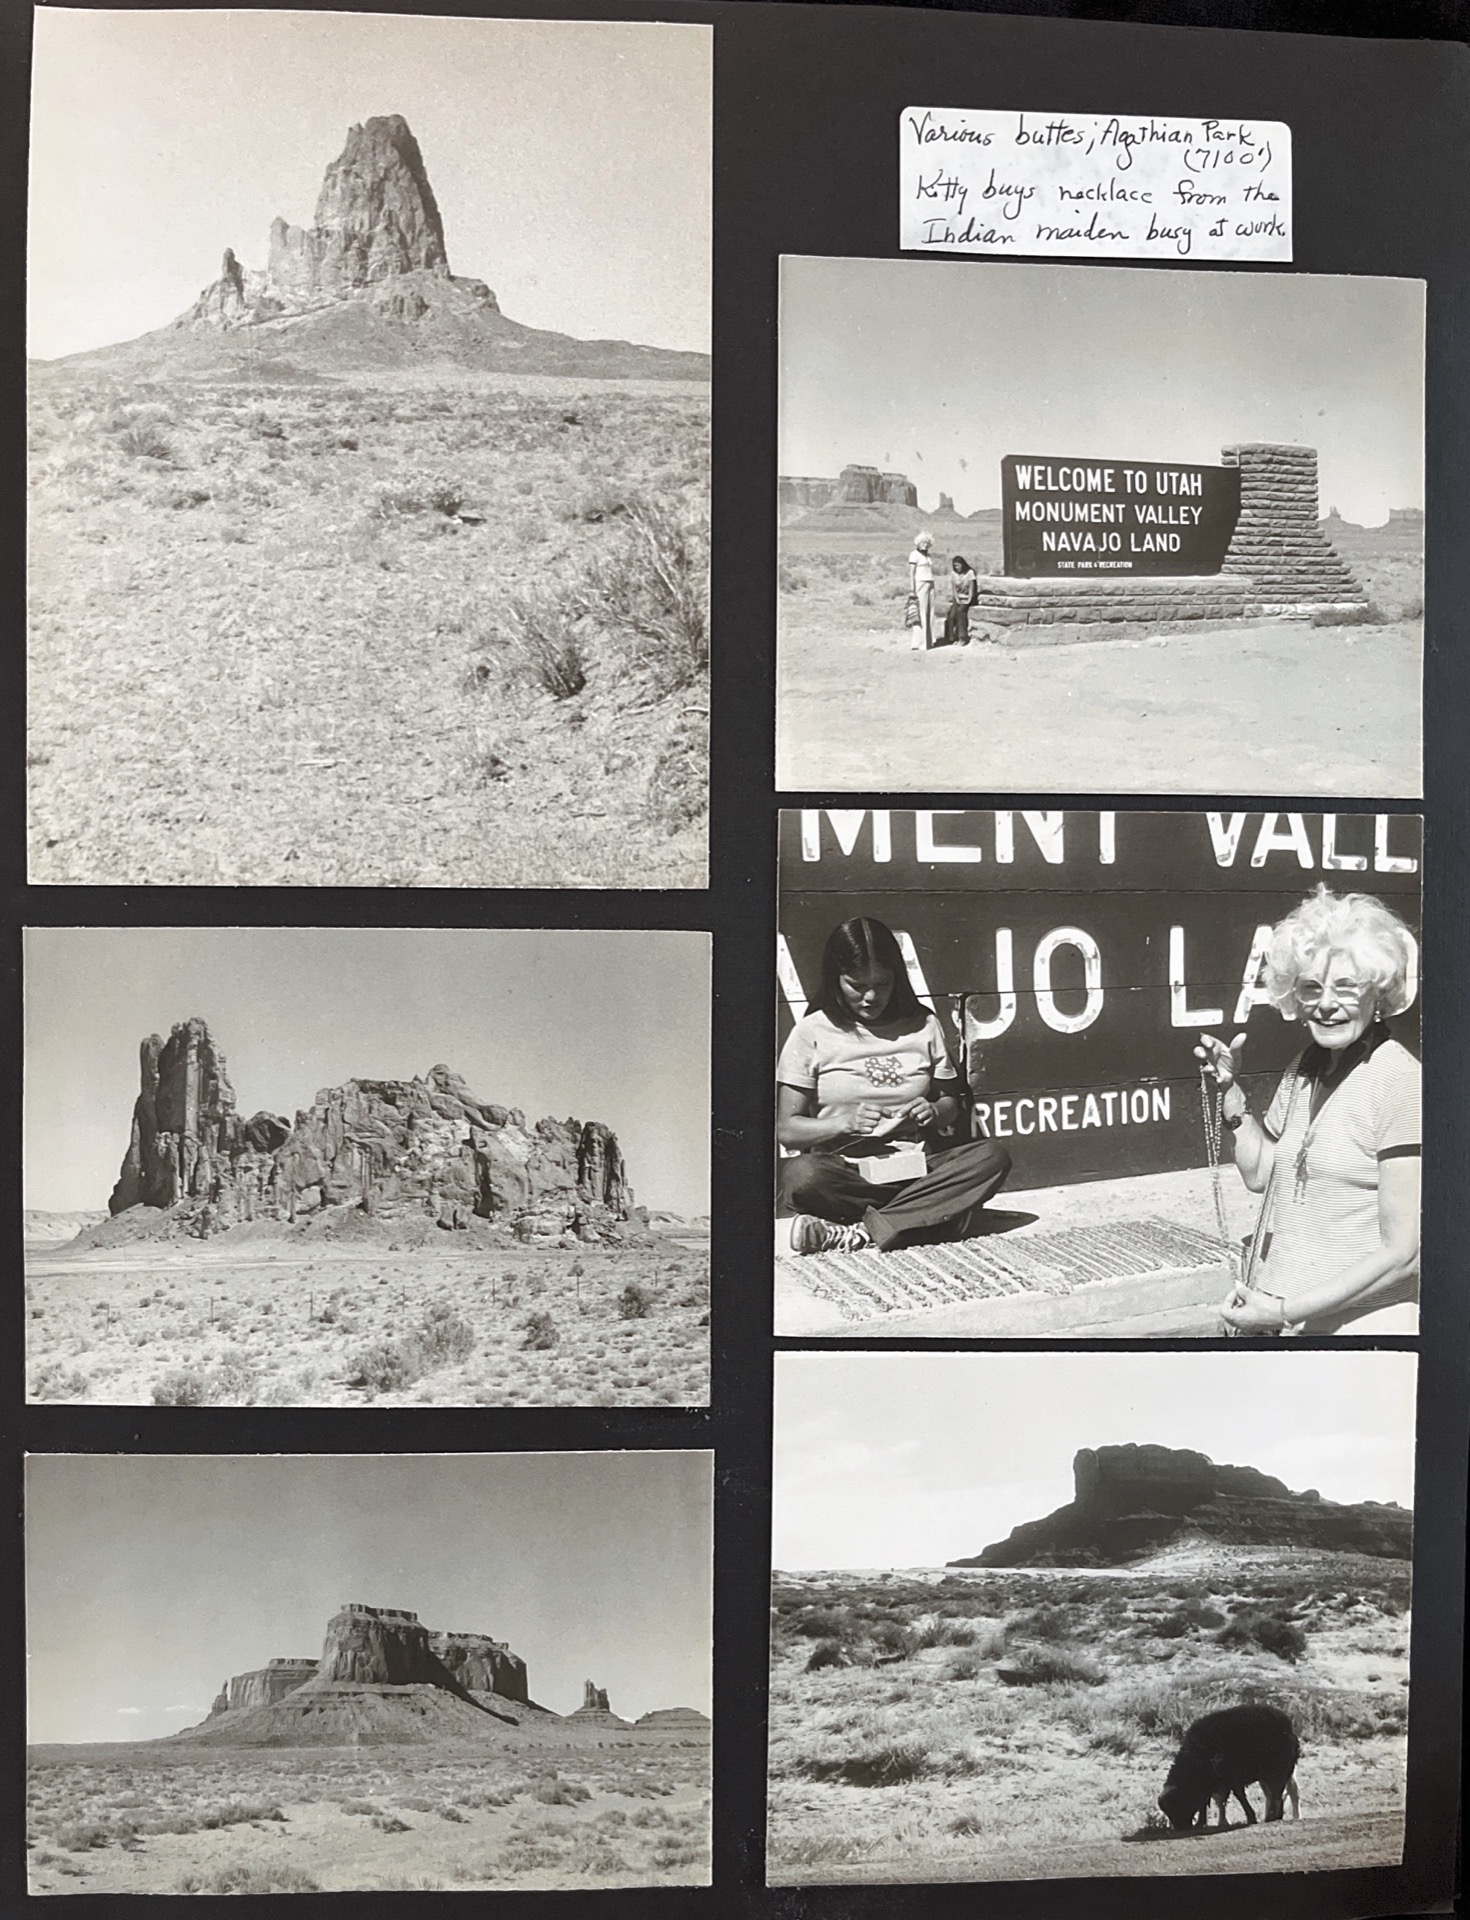 Various buttes; Agathian Park
(7100')
Kitty buys necklace from the
Indian maiden busy at work.
WELCOME TO UTAH
MONUMENT VALLEY
NAVAJO LAND
STATE PARK & RECREATION
MENT VALL
VAJO LA
RECREATION